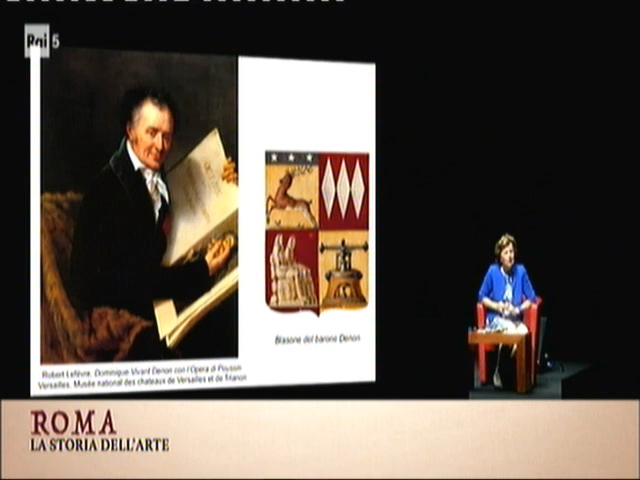 Rai 5
Robert Lefèvre, Dominique-Vivant Denon con l'Opera di Poussin
Versailles, Musée national des chateaux de Versailles et de Trianon
Blasone del barone Denon
ROMA
LA STORIA DELL'ARTE